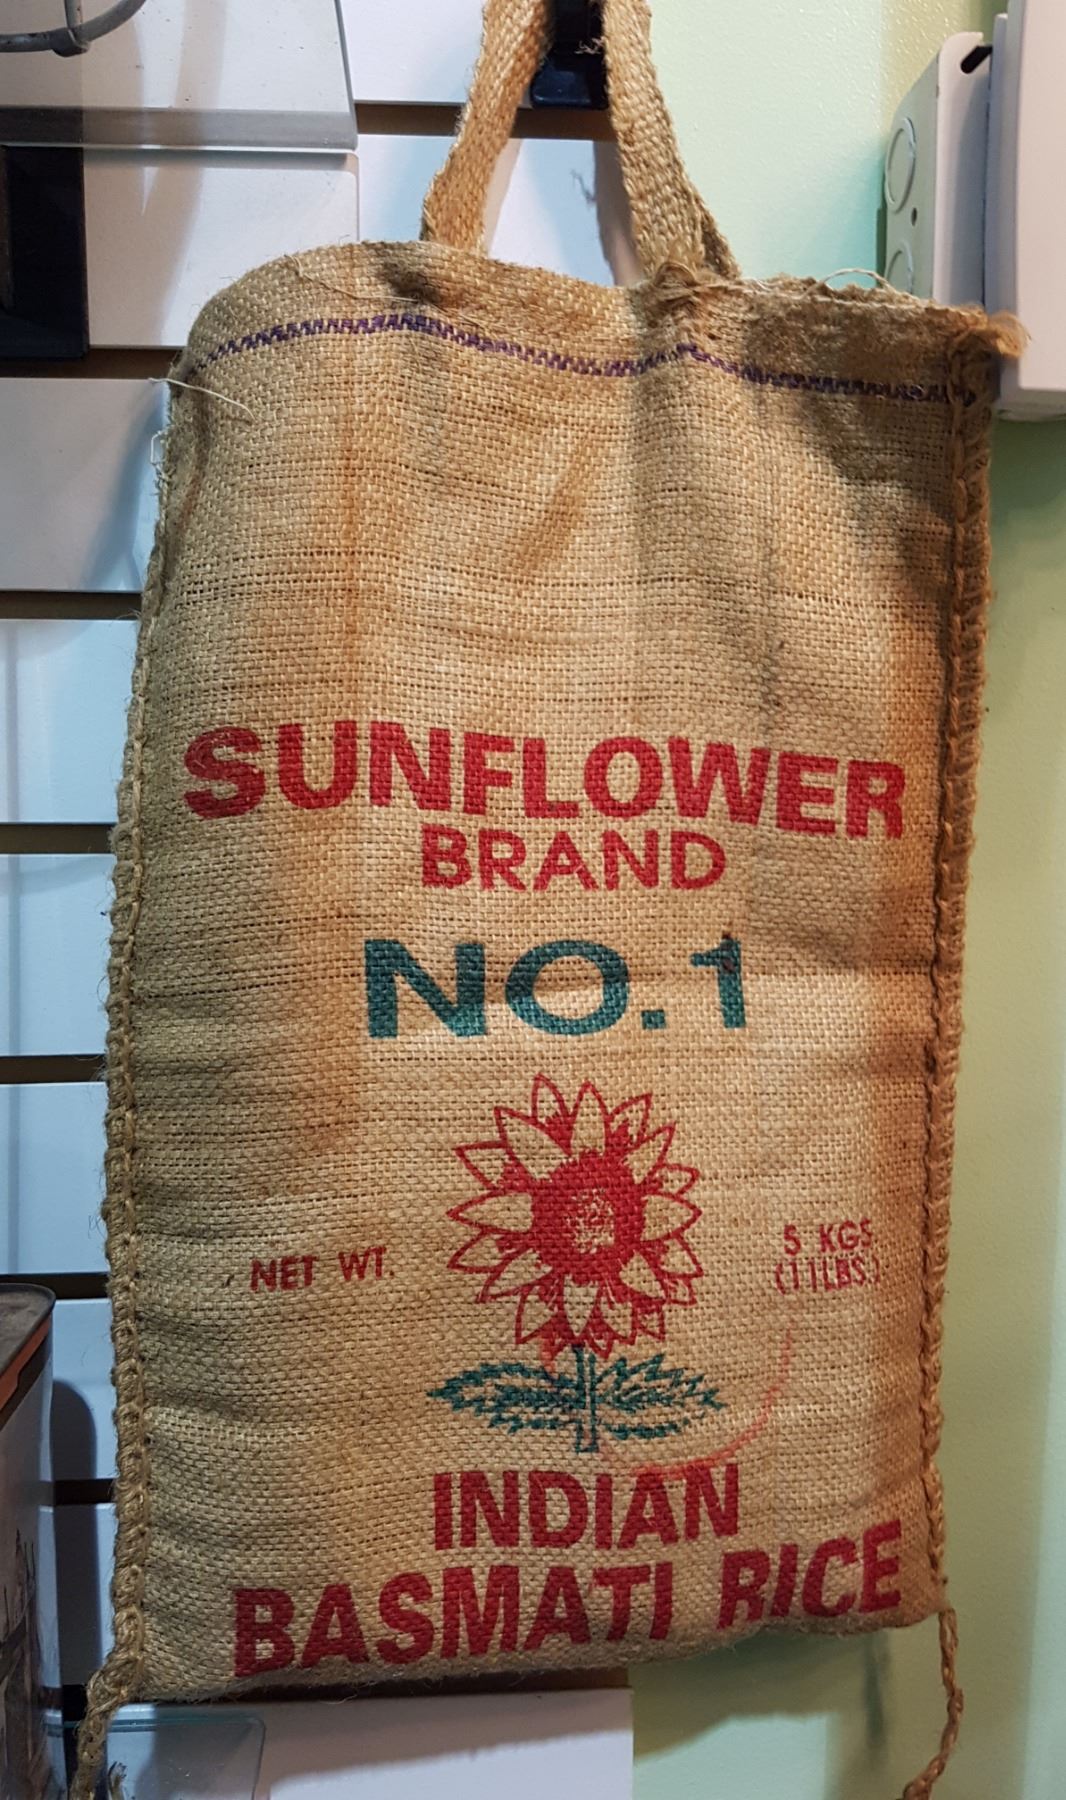 SUNFLOWER
BRAND
NO.1
NET WT.
5 KGS
(11LBS.)
INDIAN
BASMATI RICE